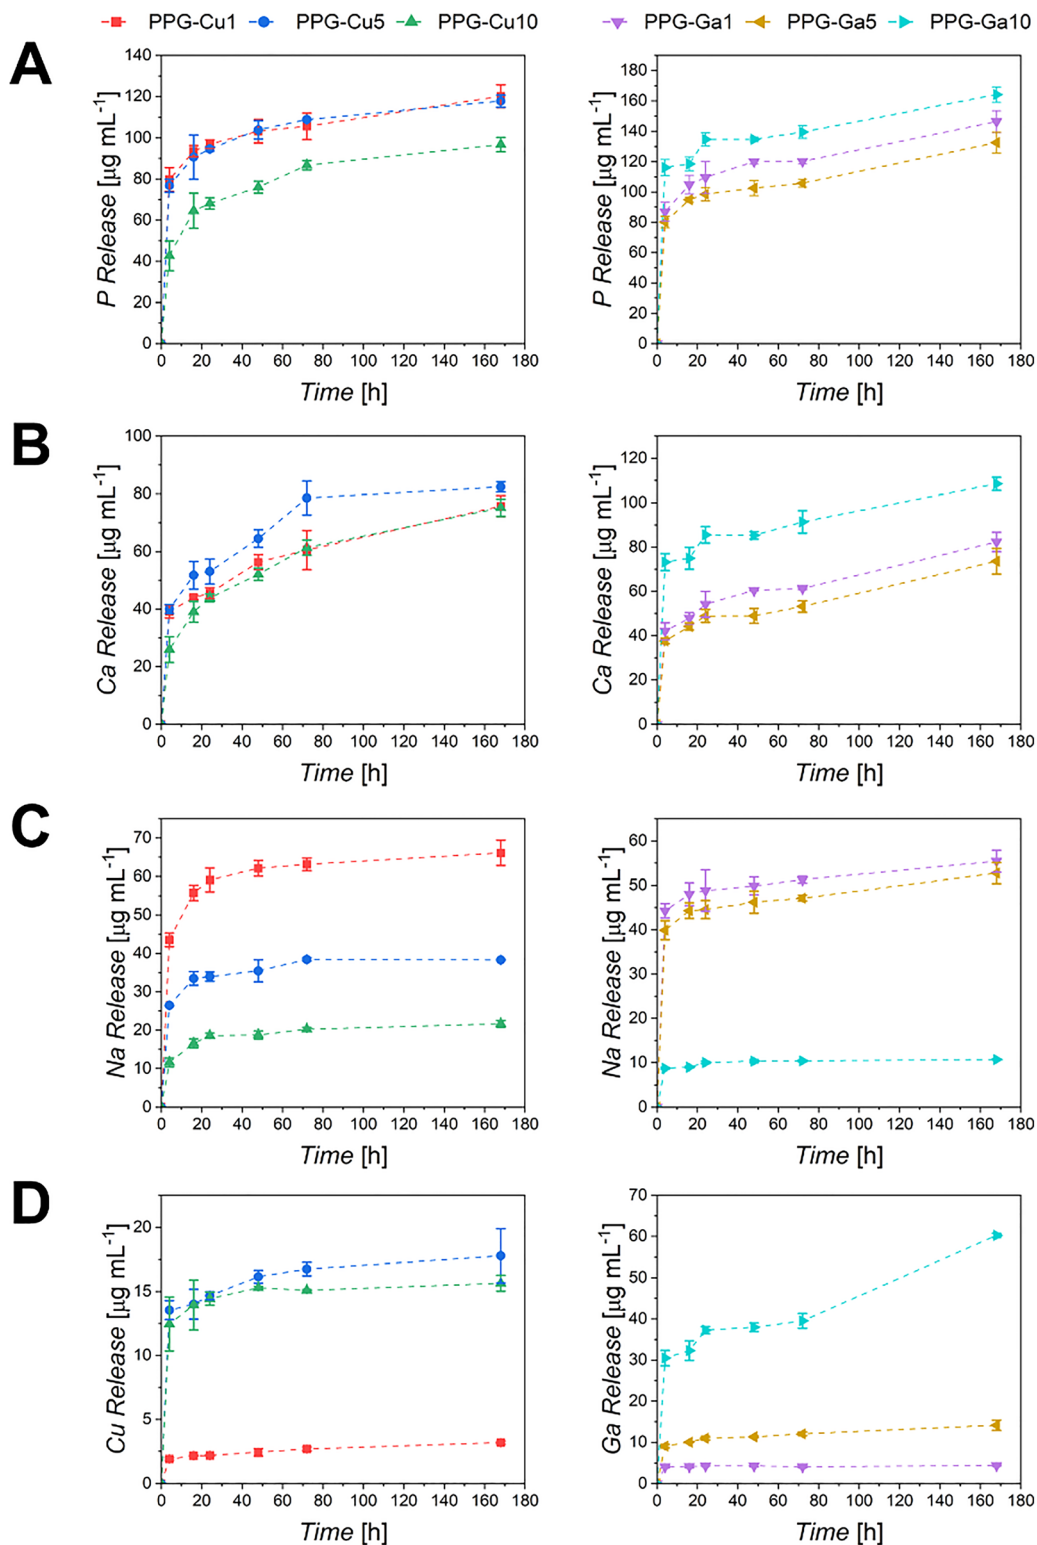 PPG-Cu1 PPG-Cu5 PPG-Cu10 PPG-Ga1 PPG-Ga5 PPG-Ga10
A
140
120
100
80
60
40
20
0
P Release [µg mL-1]
0 20 40 60 80 100 120 140 160 180
Time [h]
180
160
140
120
100
80
60
40
20
0
P Release [µg mL-1]
0 20 40 60 80 100 120 140 160 180
Time [h]
B
100
80
60
40
20
0
Ca Release [µg mL-1]
0 20 40 60 80 100 120 140 160 180
Time [h]
120
100
80
60
40
20
0
Ca Release [µg mL-1]
0 20 40 60 80 100 120 140 160 180
Time [h]
C
70
60
50
40
30
20
10
0
Na Release [µg mL-1]
0 20 40 60 80 100 120 140 160 180
Time [h]
60
50
40
30
20
10
0
Na Release [µg mL-1]
0 20 40 60 80 100 120 140 160 180
Time [h]
D
20
15
10
5
0
Cu Release [µg mL-1]
0 20 40 60 80 100 120 140 160 180
Time [h]
70
60
50
40
30
20
10
0
Ga Release [µg mL-1]
0 20 40 60 80 100 120 140 160 180
Time [h]